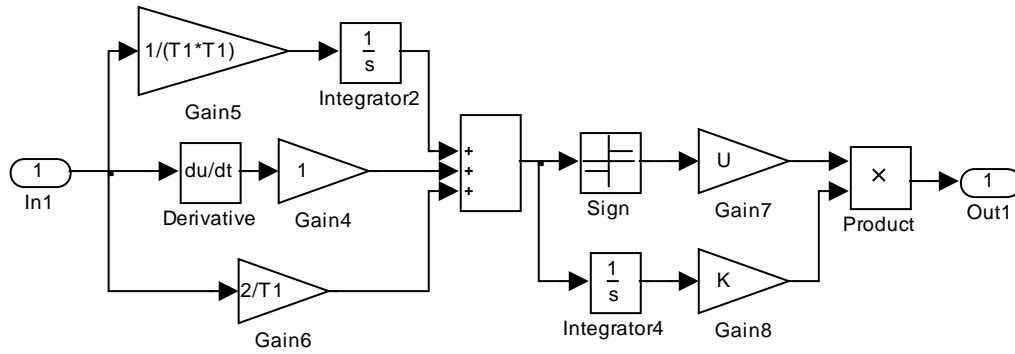 1/(T1*T1)
1
s
Gain5
Integrator2
1
In1
du/dt
Derivative
1
Gain4
2/T1
Gain6
+
+
+
Sign
U
Gain7
1
s
Integrator4
K
Gain8
×
Product
1
Out1